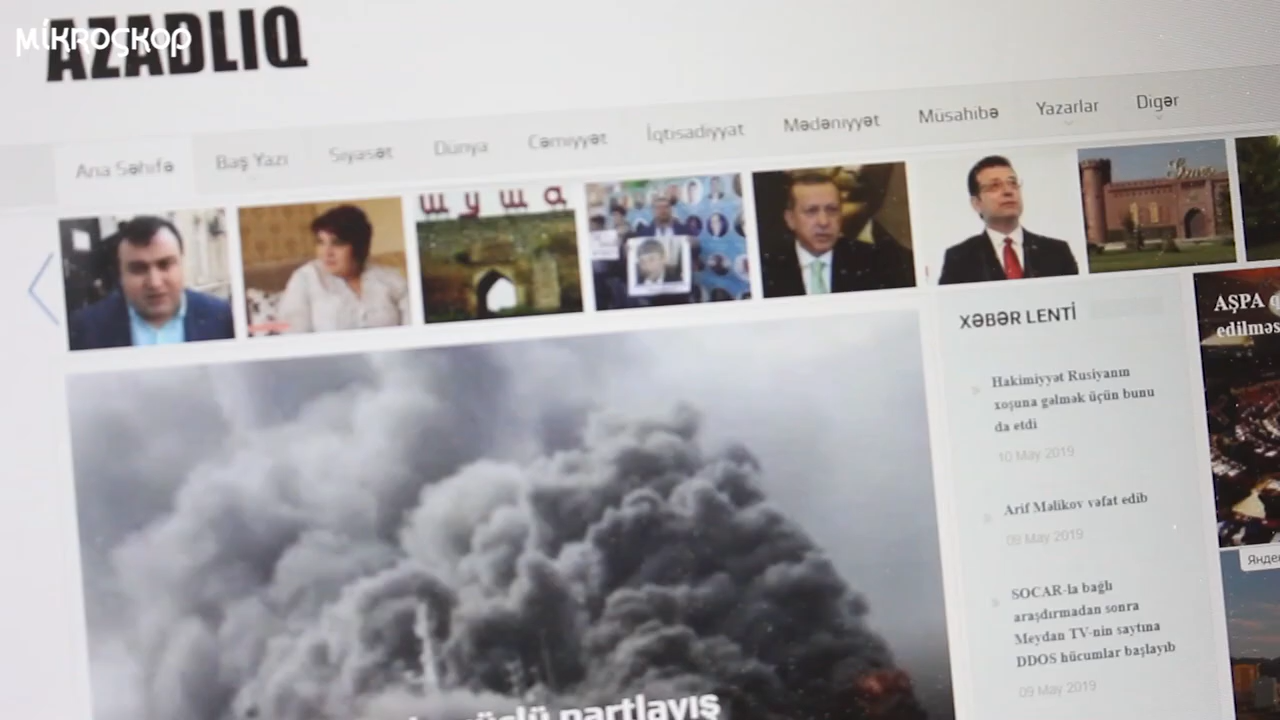 MİKROSKOP
AZADLIQ
Ana Səhifə Baş Yazı Siyasət Dünya Cəmiyyət İqtisadiyyat Mədəniyyət Müsahibə Yazarlar Digər
шуша
XƏBƏR LENTİ
Hakimiyyət Rusiyanın
xoşuna gəlmək üçün bunu
da etdi
10 May 2019
Arif Məlikov vəfat edib
09 May 2019
SOCAR-la bağlı
araşdırmadan sonra
Meydan TV-nin saytına
DDOS hücumlar başlayıb
09 May 2019
AŞPA
edilməs
Янде
partlayış